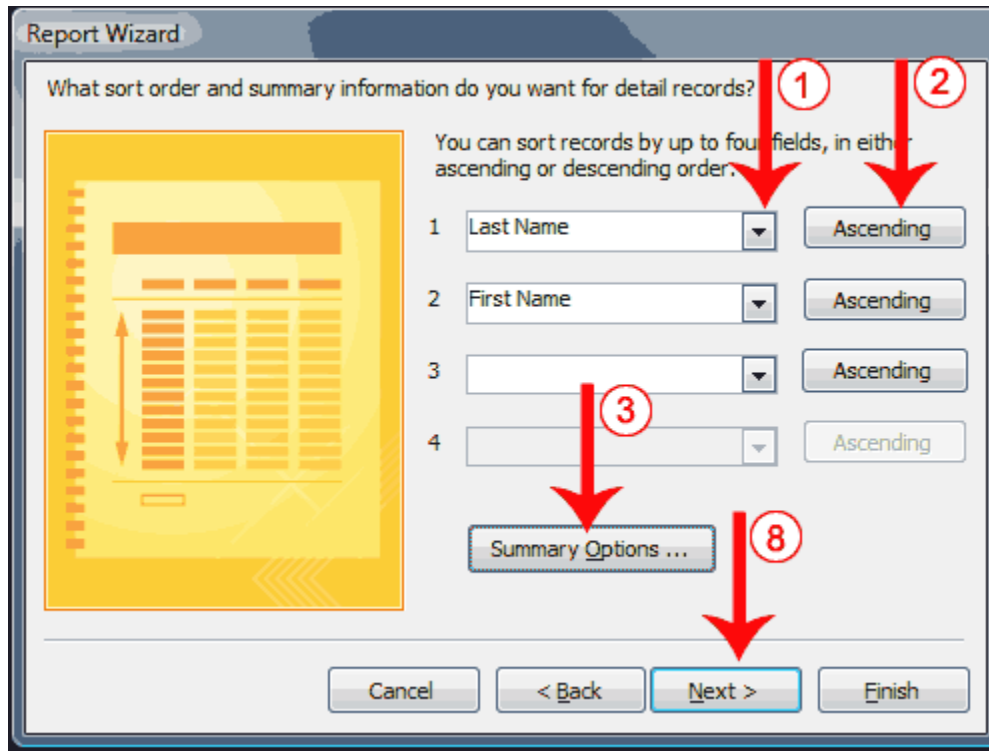 Report Wizard
What sort order and summary information do you want for detail records?
1
2
You can sort records by up to four fields, in either
ascending or descending order.
1 Last Name Ascending
2 First Name Ascending
3 Ascending
3
4 Ascending
Summary Options ...
8
Cancel < Back Next > Finish